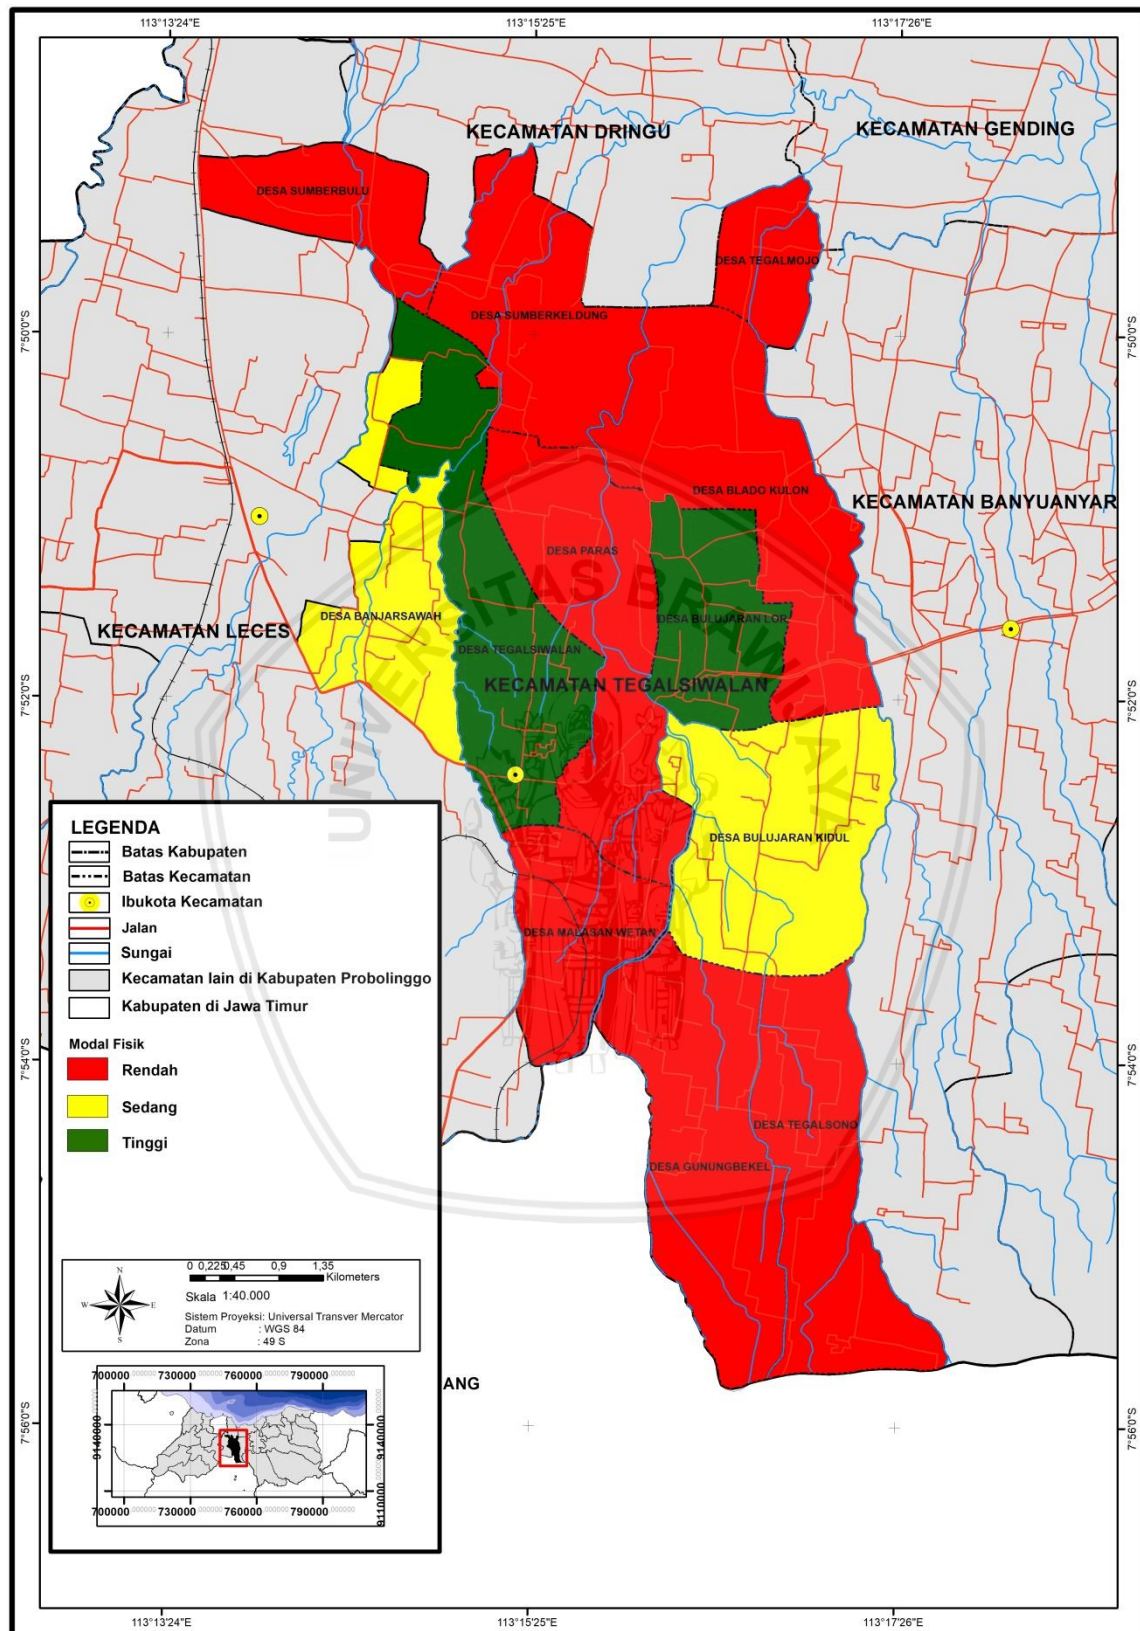 113°13'24"E 113°15'25"E 113°17'26"E
KECAMATAN DRINGU
KECAMATAN GENDING
DESA SUMBERBULU
DESA TEGALMOJO
DESA SUMBERKELDUNG
7°50'0"S 7°50'0"S
DESA BLADO KULON
KECAMATAN BANYUANYAR
DESA PARAS
UNIVERSITAS BRAWIJAYA
DESA BANJARSAWAH
DESA BULUJARAN LOR
KECAMATAN LECES
DESA TEGALSIWALAN
KECAMATAN TEGALSIWALAN
7°52'0"S 7°52'0"S
DESA BULUJARAN KIDUL
DESA MALASAN WETAN
7°54'0"S 7°54'0"S
DESA TEGALSONO
DESA GUNUNGBEKEL
ANG
7°56'0"S 7°56'0"S
LEGENDA
Batas Kabupaten
Batas Kecamatan
Ibukota Kecamatan
Jalan
Sungai
Kecamatan lain di Kabupaten Probolinggo
Kabupaten di Jawa Timur
Modal Fisik
Rendah
Sedang
Tinggi
N
W E
S
0 0,225 0,45 0,9 1,35
Kilometers
Skala 1:40.000
Sistem Proyeksi: Universal Transver Mercator
Datum : WGS 84
Zona : 49 S
700000 730000 760000 790000
9140000 9140000
9110000
700000 730000 760000 790000
113°13'24"E 113°15'25"E 113°17'26"E